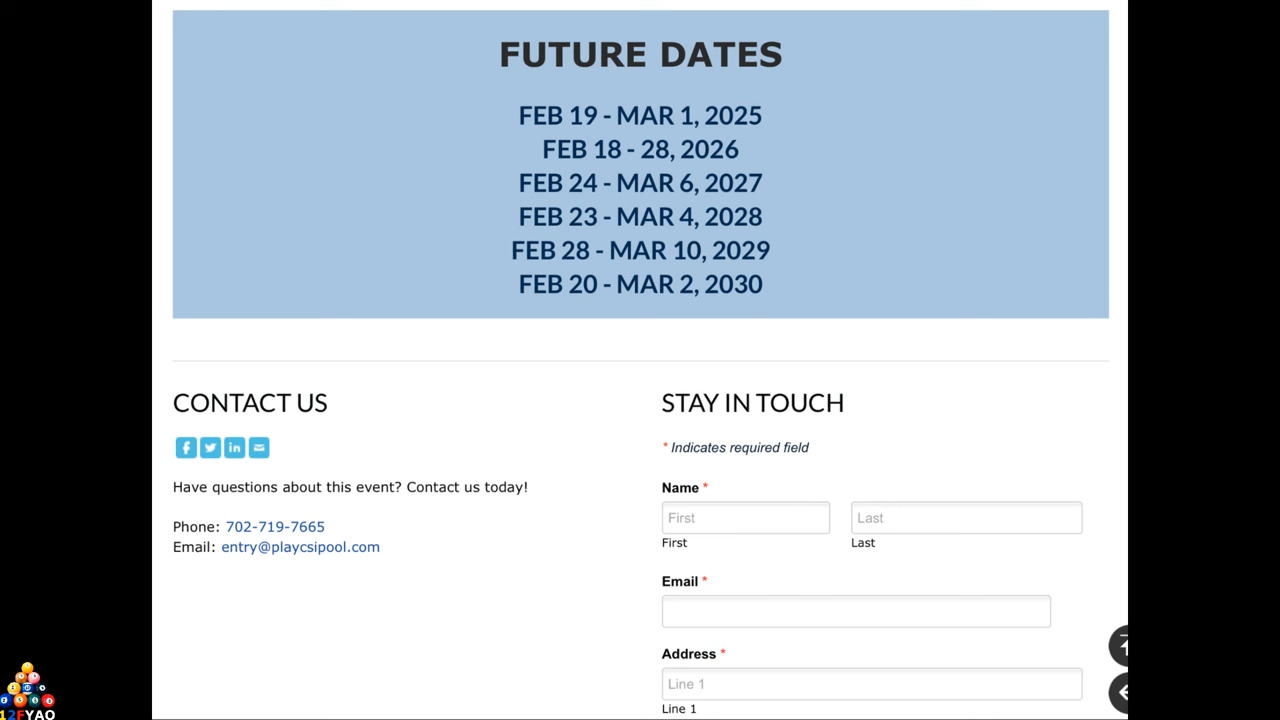 FUTURE DATES
FEB 19 - MAR 1, 2025
FEB 18 - 28, 2026
FEB 24 - MAR 6, 2027
FEB 23 - MAR 4, 2028
FEB 28 - MAR 10, 2029
FEB 20 - MAR 2, 2030
CONTACT US
Have questions about this event? Contact us today!
Phone: 702-719-7665
Email: entry@playcsipool.com
STAY IN TOUCH
* Indicates required field
Name *
First
Last
First
Last
Email *
Address *
Line 1
Line 1
12FYAO